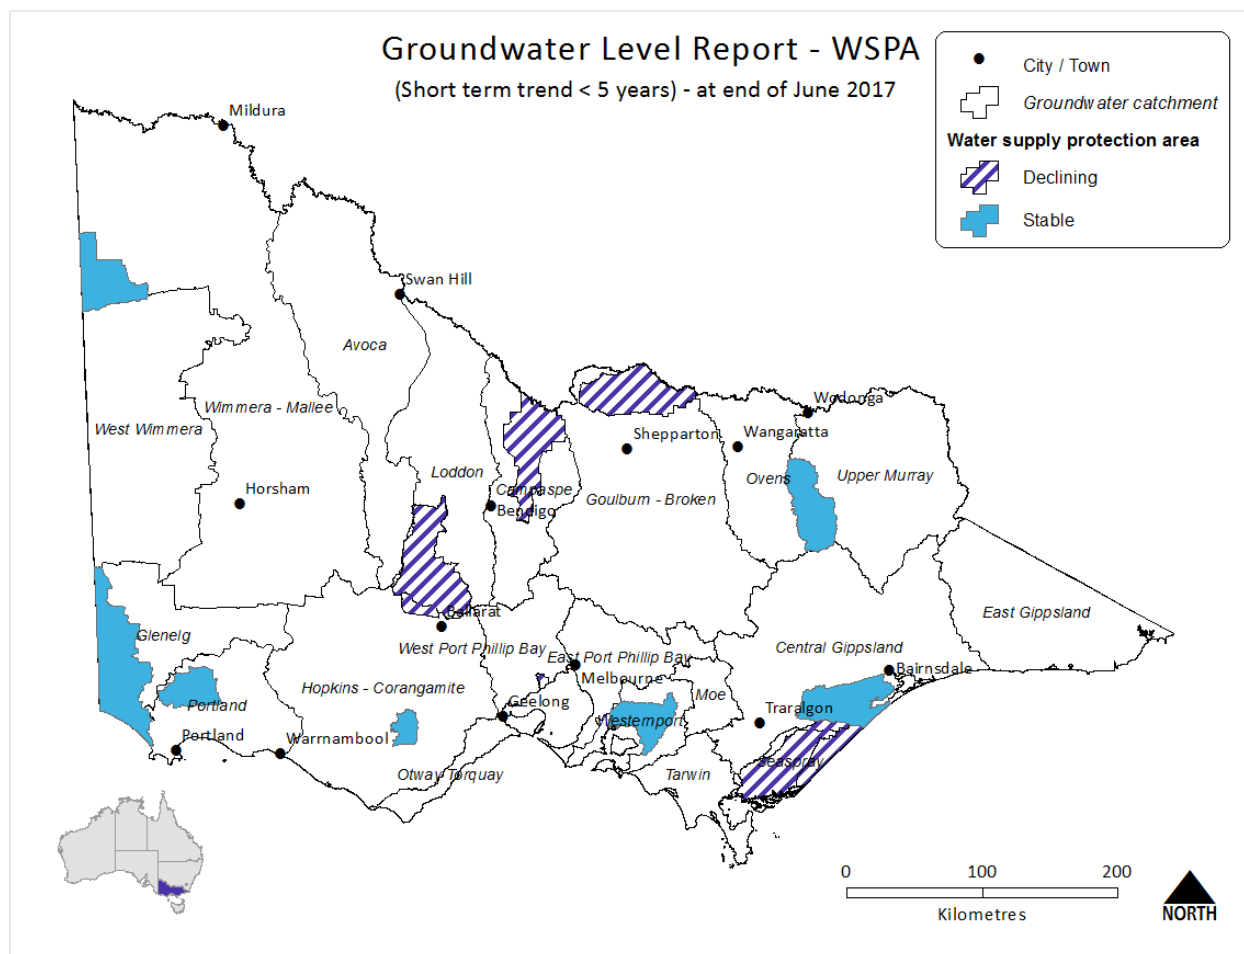 Groundwater Level Report - WSPA
(Short term trend < 5 years) - at end of June 2017
City / Town
Groundwater catchment
Water supply protection area
Declining
Stable
Mildura
Swan Hill
Avoca
Wimmera - Mallee
West Wimmera
Wodonga
Shepparton
Wangaratta
Loddon
Horsham
Campaspe
Bendigo
Goulburn - Broken
Ovens
Upper Murray
Ballarat
East Gippsland
Glenelg
West Port Phillip Bay
East Port Phillip Bay
Central Gippsland
Bairnsdale
Melbourne
Hopkins - Corangamite
Moe
Portland
Geelong
Westernport
Traralgon
Portland
Warrnambool
Seaspray
Otway-Torquay
Tarwin
0 100 200
Kilometres
NORTH